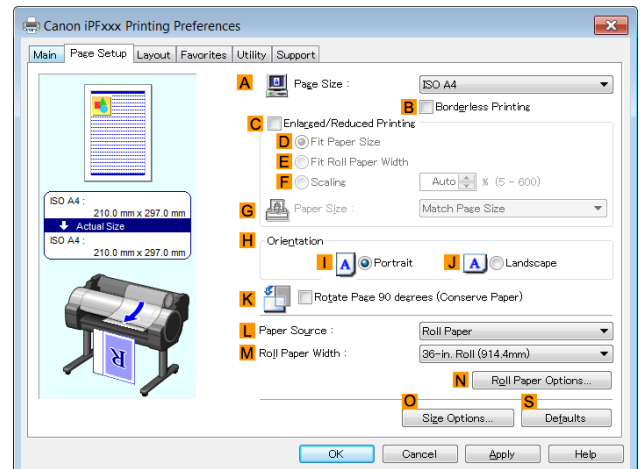 Canon iPFxxx Printing Preferences
Main Page Setup Layout Favorites Utility Support
A Page Size : ISO A4
B Borderless Printing
C Enlarged/Reduced Printing
D Fit Paper Size
E Fit Roll Paper Width
F Scaling Auto % (5 - 600)
G Paper Size : Match Page Size
ISO A4 :
210.0 mm x 297.0 mm
Actual Size
ISO A4 :
210.0 mm x 297.0 mm
H Orientation
I A Portrait J A Landscape
K Rotate Page 90 degrees (Conserve Paper)
L Paper Source : Roll Paper
M Roll Paper Width : 36-in. Roll (914.4mm)
R
N Roll Paper Options...
O S
Size Options... Defaults
OK Cancel Apply Help